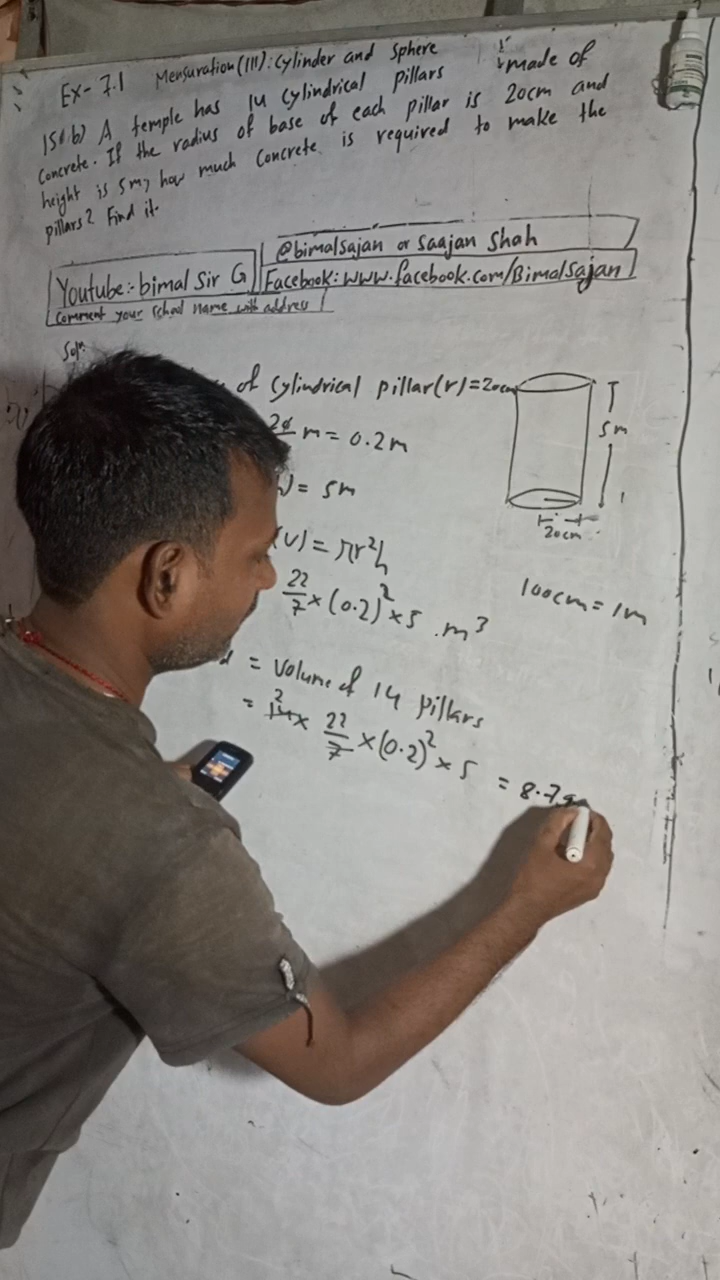 Ex- 7.1 Mensuration (III): Cylinder and sphere
15(b) A temple has 14 cylindrical pillars made of
concrete. If the radius of base of each pillar is 20cm and
height is 5m, how much concrete is required to make the
pillars? Find it.
@bimalsajan or Saajan Shah
Youtube:- bimal Sir G
Facebook: www.facebook.com/BimalSajan
Comment your school name with address
Soln
of cylindrical pillar(r)=20cm
m = 0.2m
5m
= 5m
20cm
(V) = πr²h
100cm = 1m
22/7 × (0.2)² × 5 m³
= Volume of 14 pillars
= 14 × 22/7 × (0.2)² × 5 = 8.7
2